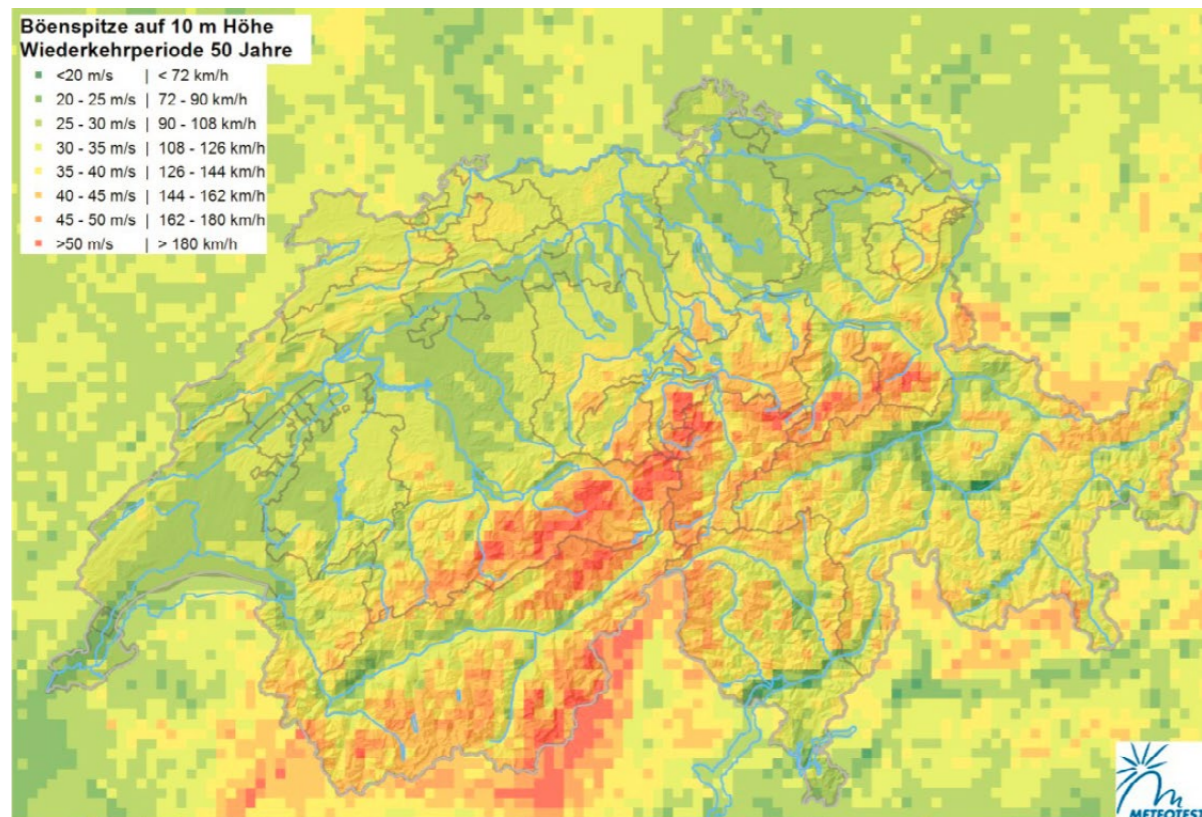 Böenspitze auf 10 m Höhe
Wiederkehrperiode 50 Jahre
<20 m/s | < 72 km/h
20 - 25 m/s | 72 - 90 km/h
25 - 30 m/s | 90 - 108 km/h
30 - 35 m/s | 108 - 126 km/h
35 - 40 m/s | 126 - 144 km/h
40 - 45 m/s | 144 - 162 km/h
45 - 50 m/s | 162 - 180 km/h
>50 m/s | > 180 km/h
METEOTEST